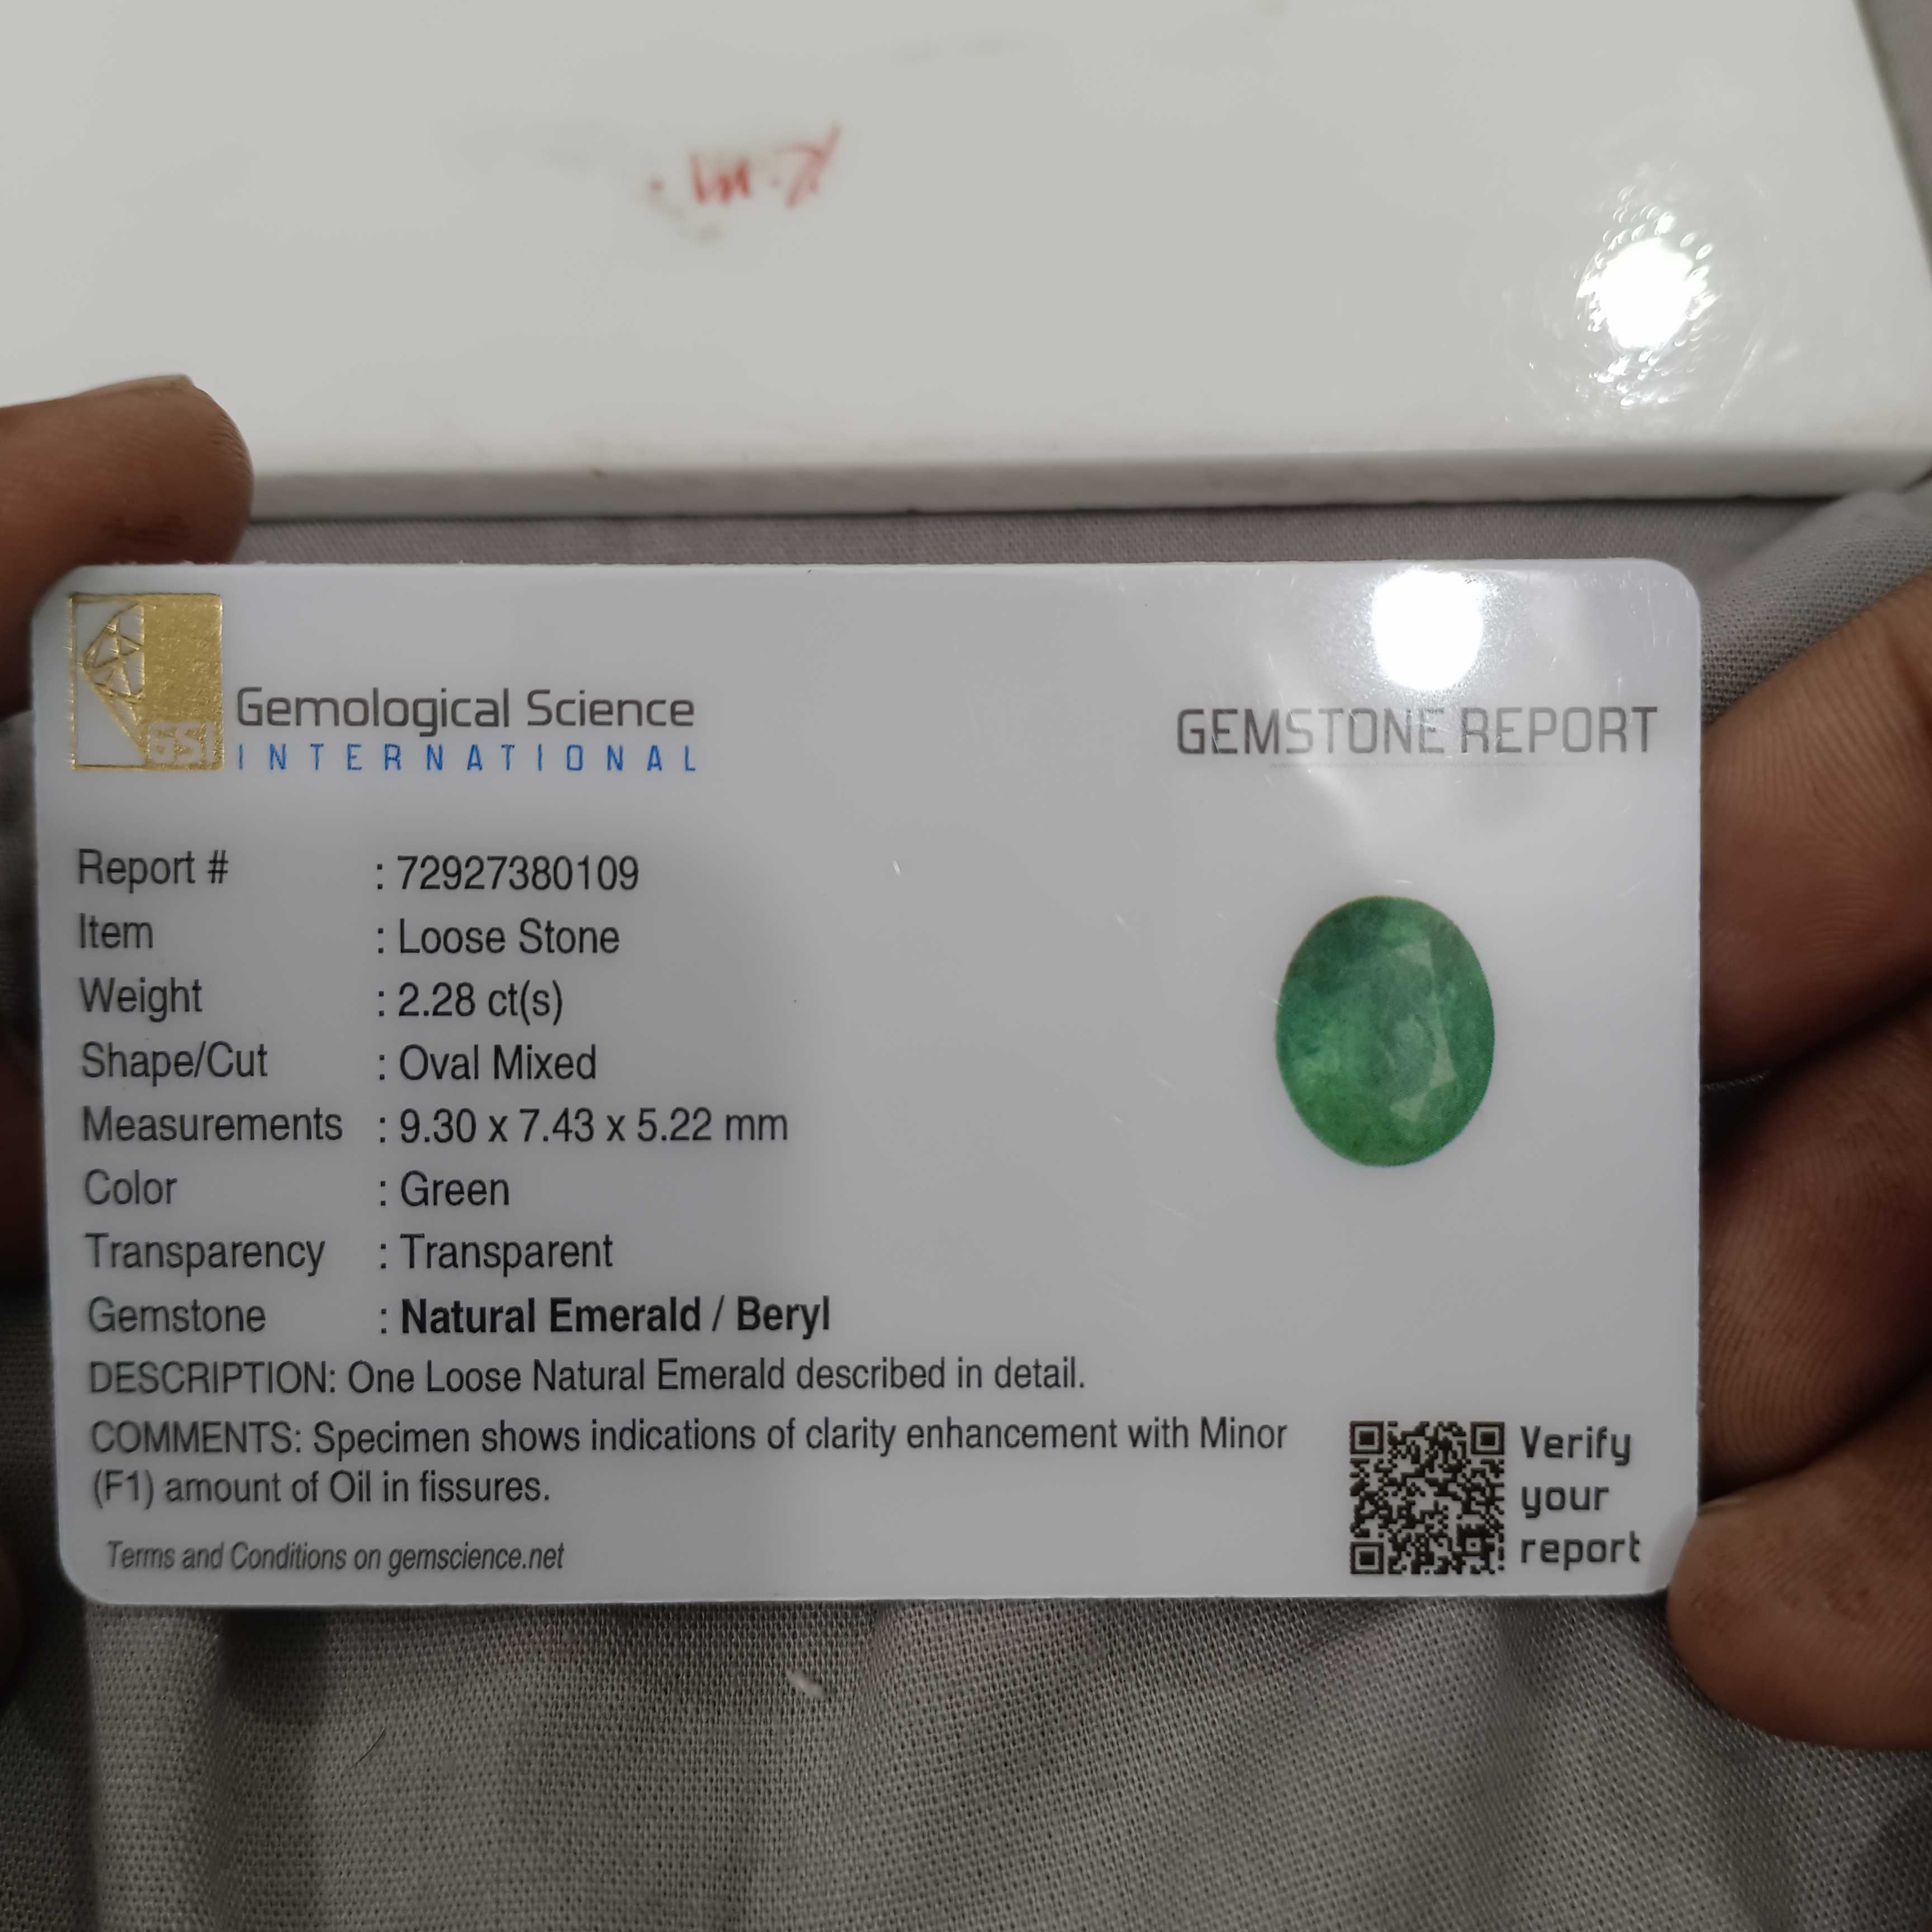 GSI
Gemological Science
INTERNATIONAL
GEMSTONE REPORT
Report # : 72927380109
Item : Loose Stone
Weight : 2.28 ct(s)
Shape/Cut : Oval Mixed
Measurements : 9.30 x 7.43 x 5.22 mm
Color : Green
Transparency : Transparent
Gemstone : Natural Emerald / Beryl
DESCRIPTION: One Loose Natural Emerald described in detail.
COMMENTS: Specimen shows indications of clarity enhancement with Minor
(F1) amount of Oil in fissures.
Terms and Conditions on gemscience.net
Verify
your
report